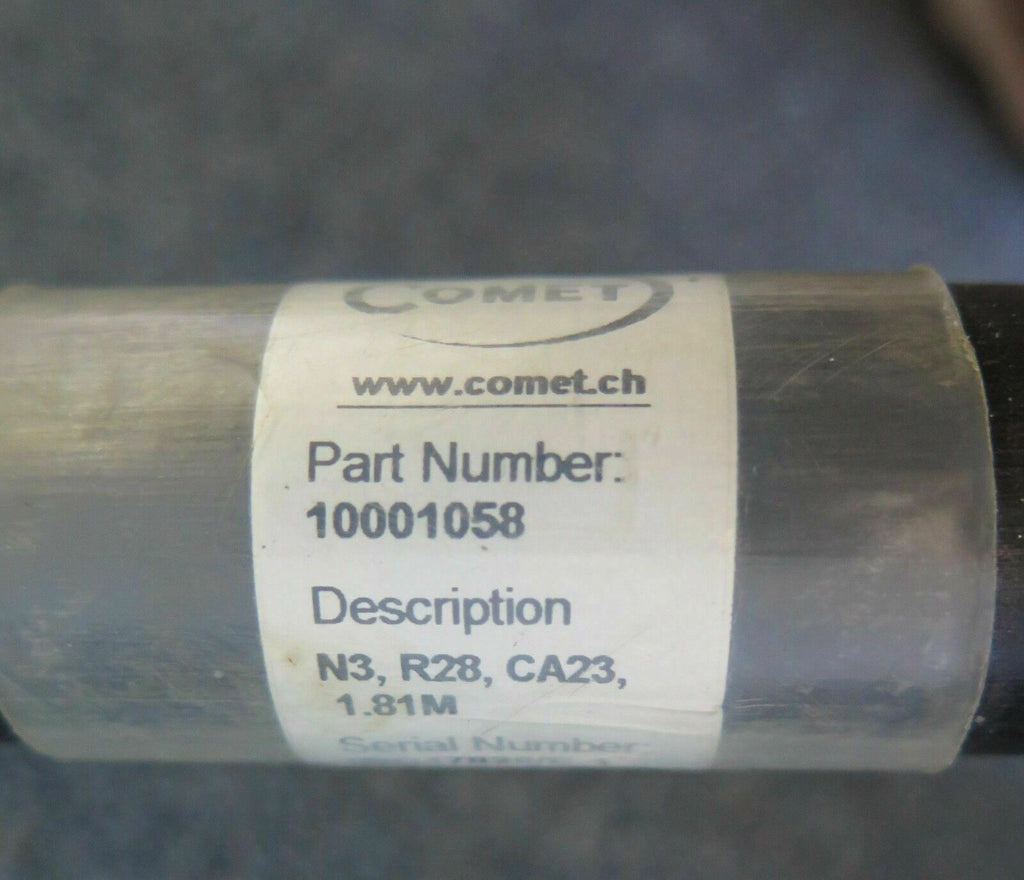 COMET
www.comet.ch
Part Number:
10001058
Description
N3, R28, CA23,
1.81M
Serial Number: